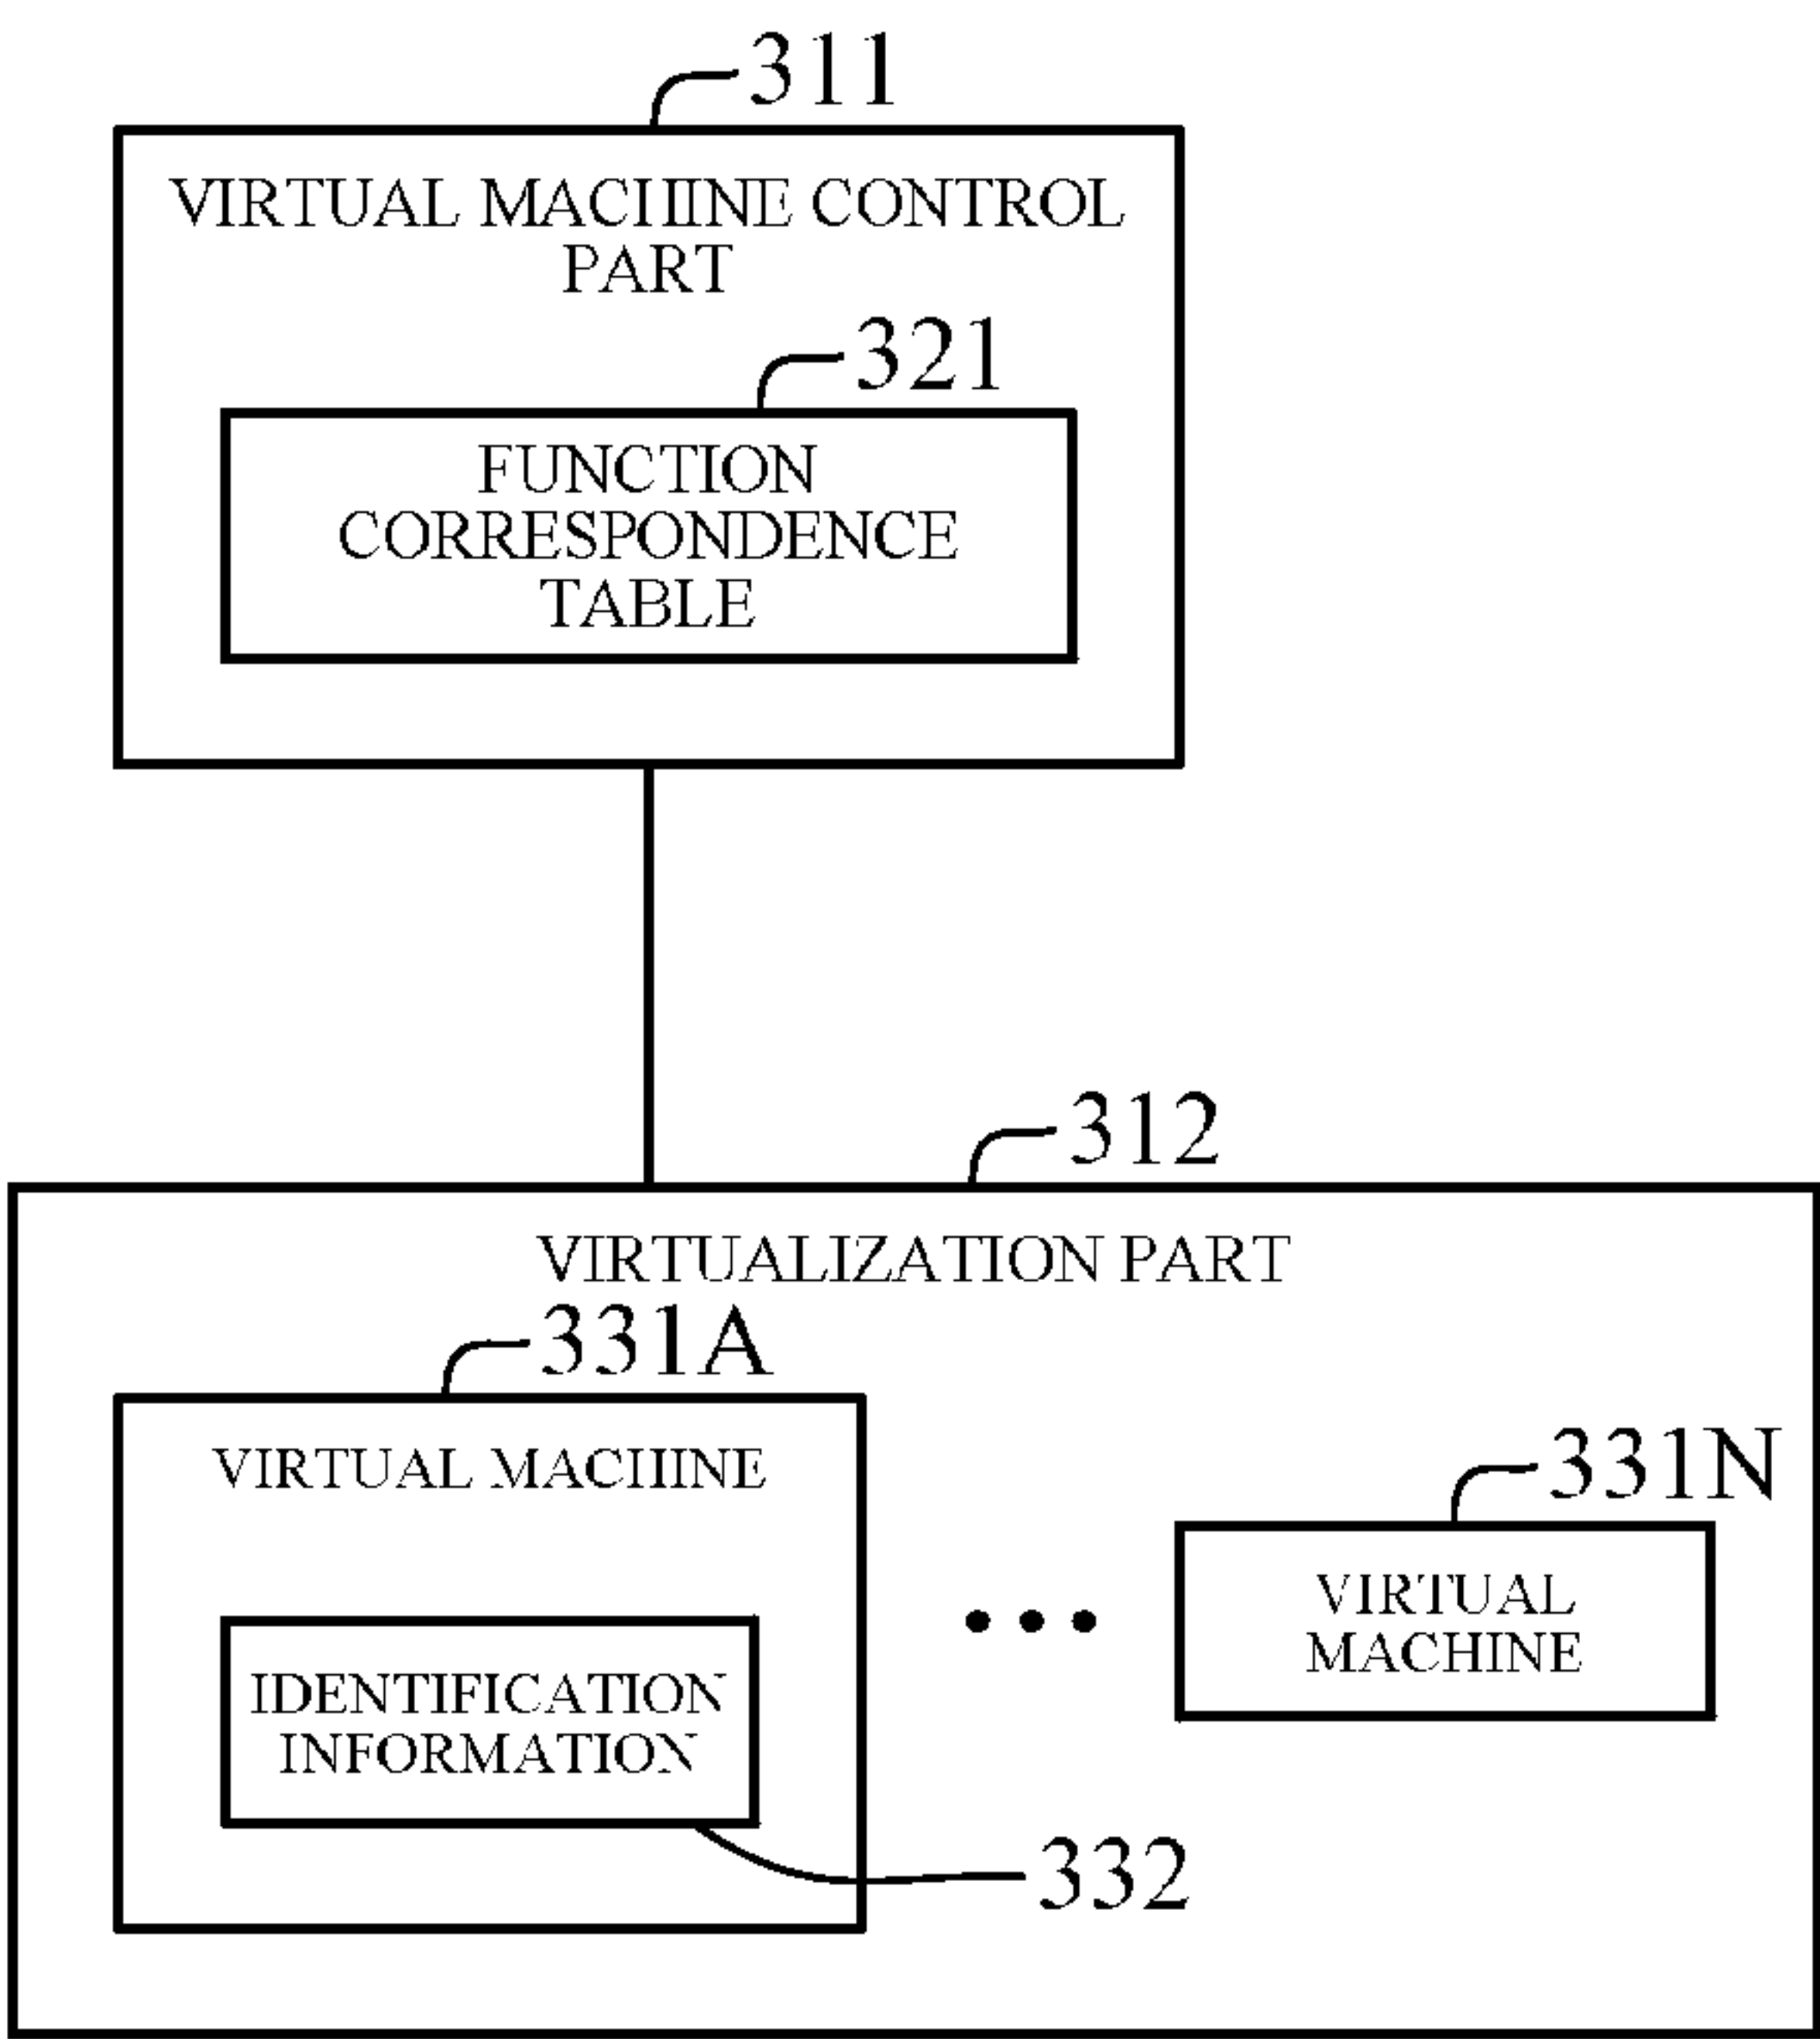 311
VIRTUAL MACHINE CONTROL
PART
321
FUNCTION
CORRESPONDENCE
TABLE
312
VIRTUALIZATION PART
331A
VIRTUAL MACHINE
331N
VIRTUAL
MACHINE
IDENTIFICATION
INFORMATION
332